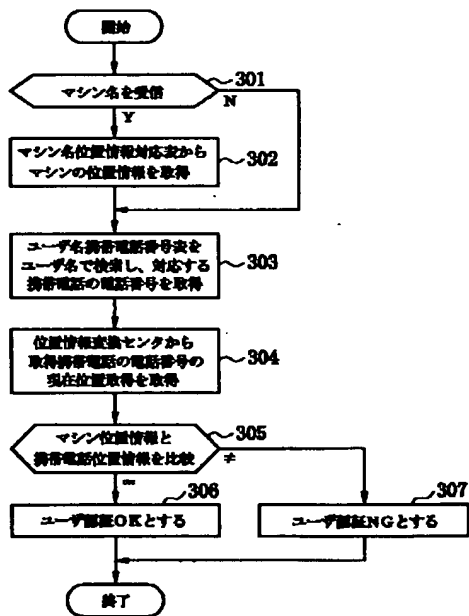 開始
マシン名を受信
301
N
Y
マシン名位置情報対応表から
マシンの位置情報を取得
302
ユーザ名携帯電話番号表を
ユーザ名で検索し、対応する
携帯電話の電話番号を取得
303
位置情報変換センタから
取得携帯電話の電話番号の
現在位置取得を取得
304
マシン位置情報と
携帯電話位置情報を比較
305
≠
=
306
ユーザ認証OKとする
307
ユーザ認証NGとする
終了